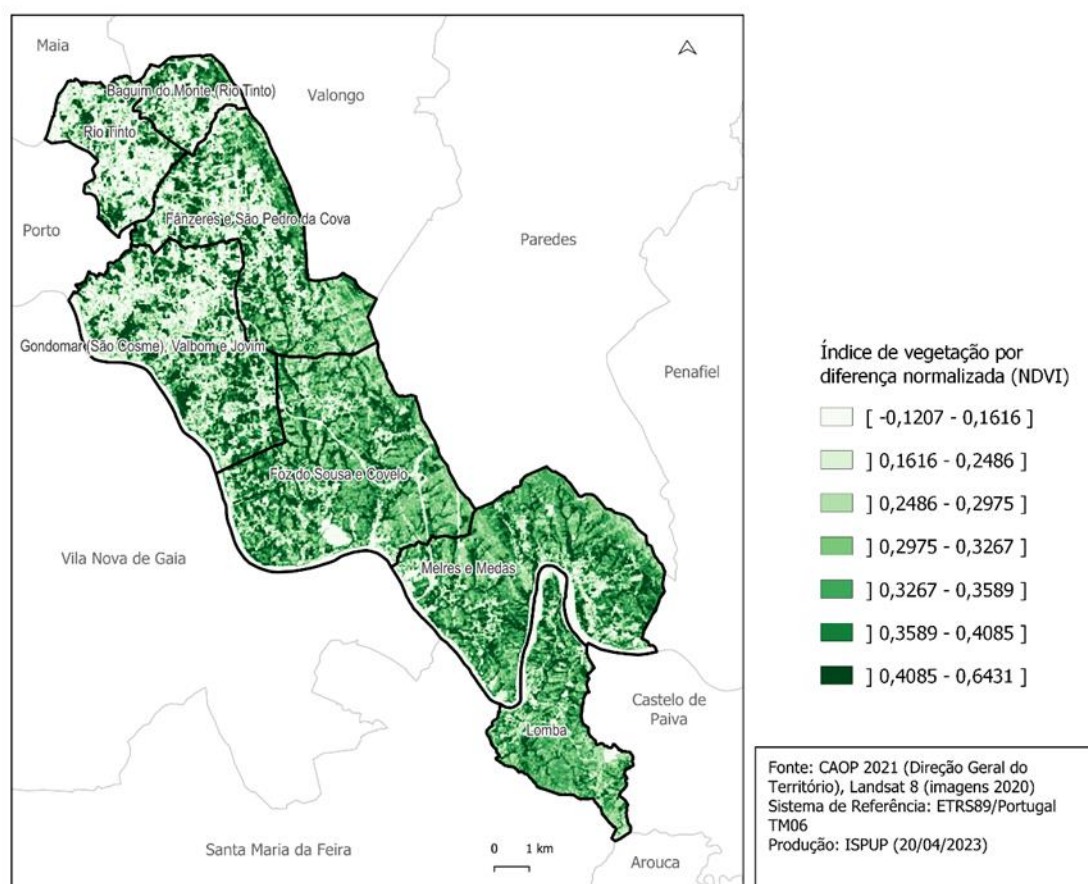 Maia
Baguim do Monte (Rio Tinto)
Valongo
Rio Tinto
Fânzeres e São Pedro da Cova
Porto
Paredes
Gondomar (São Cosme), Valbom e Jovim
Penafiel
Foz do Sousa e Covelo
Vila Nova de Gaia
Melres e Medas
Castelo de
Paiva
Lomba
Santa Maria da Feira
0 1 km
Arouca
Índice de vegetação por
diferença normalizada (NDVI)
[ -0,1207 - 0,1616 ]
] 0,1616 - 0,2486 ]
] 0,2486 - 0,2975 ]
] 0,2975 - 0,3267 ]
] 0,3267 - 0,3589 ]
] 0,3589 - 0,4085 ]
] 0,4085 - 0,6431 ]
Fonte: CAOP 2021 (Direção Geral do
Território), Landsat 8 (imagens 2020)
Sistema de Referência: ETRS89/Portugal
TM06
Produção: ISPUP (20/04/2023)